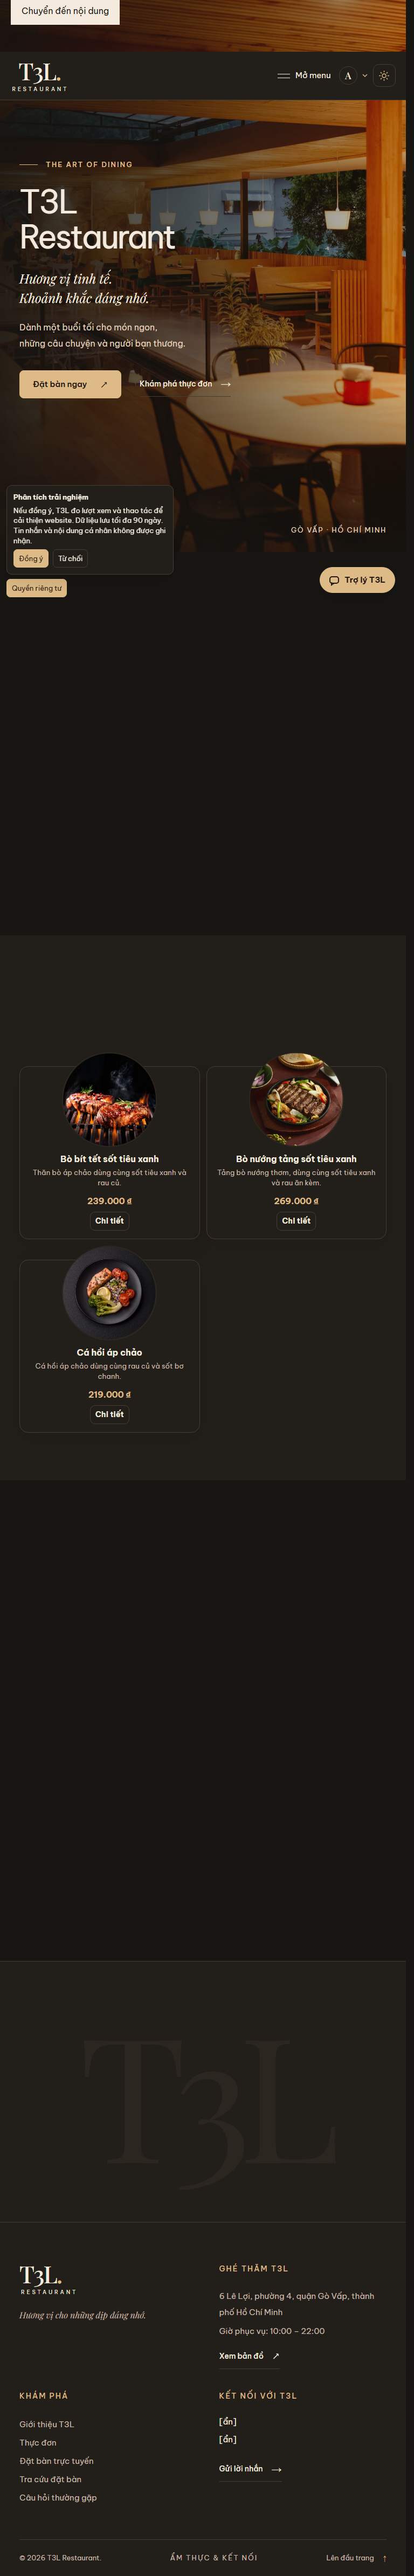 Chuyển đến nội dung
T3L.
RESTAURANT
Mở menu
A
THE ART OF DINING
T3L
Restaurant
Hương vị tinh tế.
Khoảnh khắc đáng nhớ.
Dành một buổi tối cho món ngon,
những câu chuyện và người bạn thương.
Đặt bàn ngay ↗
Khám phá thực đơn →
Phân tích trải nghiệm
Nếu đồng ý, T3L đo lượt xem và thao tác để
cải thiện website. Dữ liệu lưu tối đa 90 ngày.
Tin nhắn và nội dung cá nhân không được ghi
nhận.
Đồng ý
Từ chối
GÒ VẤP · HỒ CHÍ MINH
Trợ lý T3L
Quyền riêng tư
Bò bít tết sốt tiêu xanh
Thăn bò áp chảo dùng cùng sốt tiêu xanh và
rau củ.
239.000 ₫
Chi tiết
Bò nướng tảng sốt tiêu xanh
Tảng bò nướng thơm, dùng cùng sốt tiêu xanh
và rau ăn kèm.
269.000 ₫
Chi tiết
Cá hồi áp chảo
Cá hồi áp chảo dùng cùng rau củ và sốt bơ
chanh.
219.000 ₫
Chi tiết
T3L
T3L.
RESTAURANT
Hương vị cho những dịp đáng nhớ.
GHÉ THĂM T3L
6 Lê Lợi, phường 4, quận Gò Vấp, thành
phố Hồ Chí Minh
Giờ phục vụ: 10:00 – 22:00
Xem bản đồ ↗
KHÁM PHÁ
Giới thiệu T3L
Thực đơn
Đặt bàn trực tuyến
Tra cứu đặt bàn
Câu hỏi thường gặp
KẾT NỐI VỚI T3L
[ẩn]
[ẩn]
Gửi lời nhắn →
© 2026 T3L Restaurant.
ẨM THỰC & KẾT NỐI
Lên đầu trang ↑